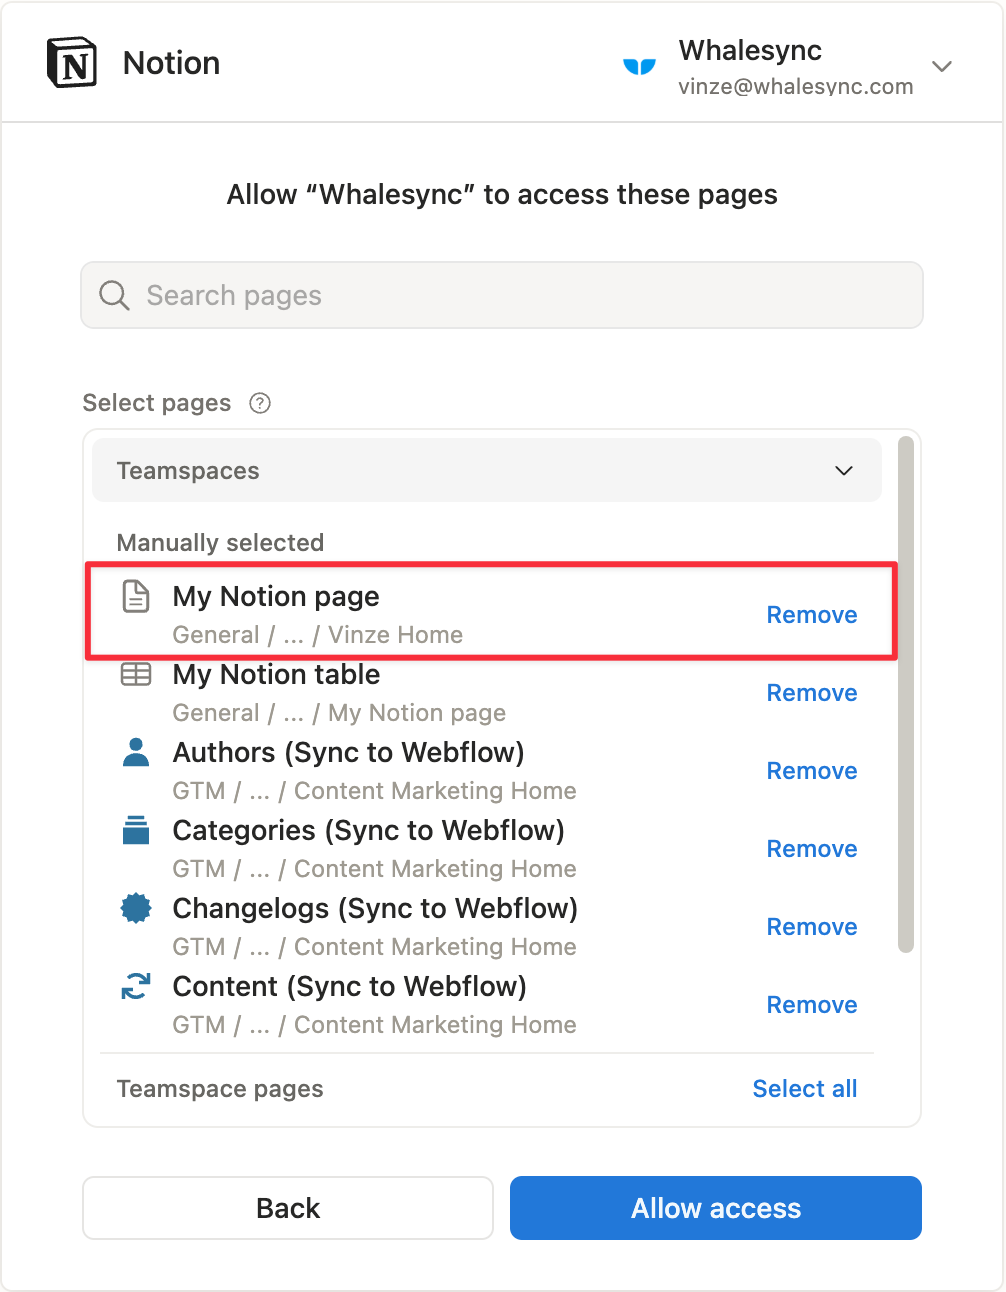 Notion
Whalesync
vinze@whalesync.com
Allow “Whalesync” to access these pages
Search pages
Select pages ?
Teamspaces
Manually selected
My Notion page
General / ... / Vinze Home
Remove
My Notion table
General / ... / My Notion page
Remove
Authors (Sync to Webflow)
GTM / ... / Content Marketing Home
Remove
Categories (Sync to Webflow)
GTM / ... / Content Marketing Home
Remove
Changelogs (Sync to Webflow)
GTM / ... / Content Marketing Home
Remove
Content (Sync to Webflow)
GTM / ... / Content Marketing Home
Remove
Teamspace pages
Select all
Back
Allow access